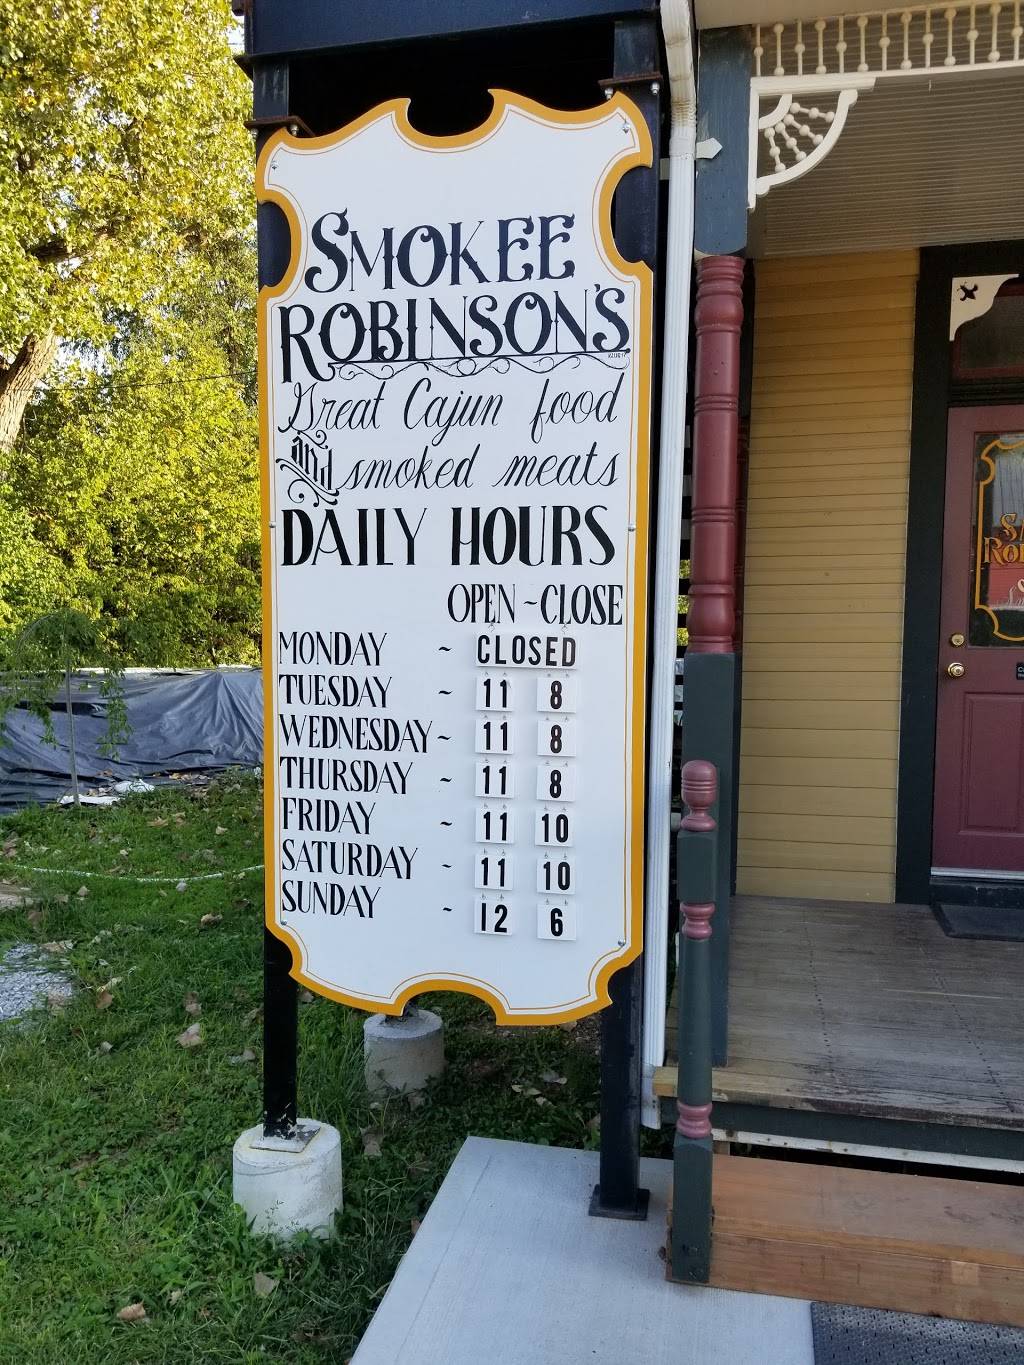 SMOKEE
ROBINSON'S
Great Cajun food
and smoked meats
DAILY HOURS
OPEN ~ CLOSE
MONDAY ~ CLOSED
TUESDAY ~ 11 8
WEDNESDAY ~ 11 8
THURSDAY ~ 11 8
FRIDAY ~ 11 10
SATURDAY ~ 11 10
SUNDAY ~ 12 6